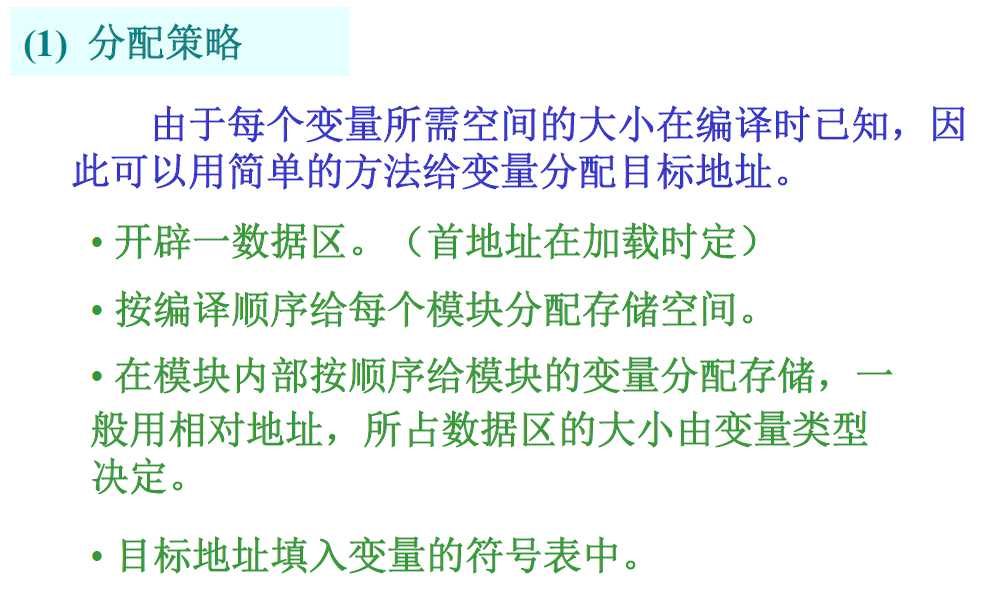 (1) 分配策略
由于每个变量所需空间的大小在编译时已知，因
此可以用简单的方法给变量分配目标地址。
• 开辟一数据区。（首地址在加载时定）
• 按编译顺序给每个模块分配存储空间。
• 在模块内部按顺序给模块的变量分配存储，一
般用相对地址，所占数据区的大小由变量类型
决定。
• 目标地址填入变量的符号表中。